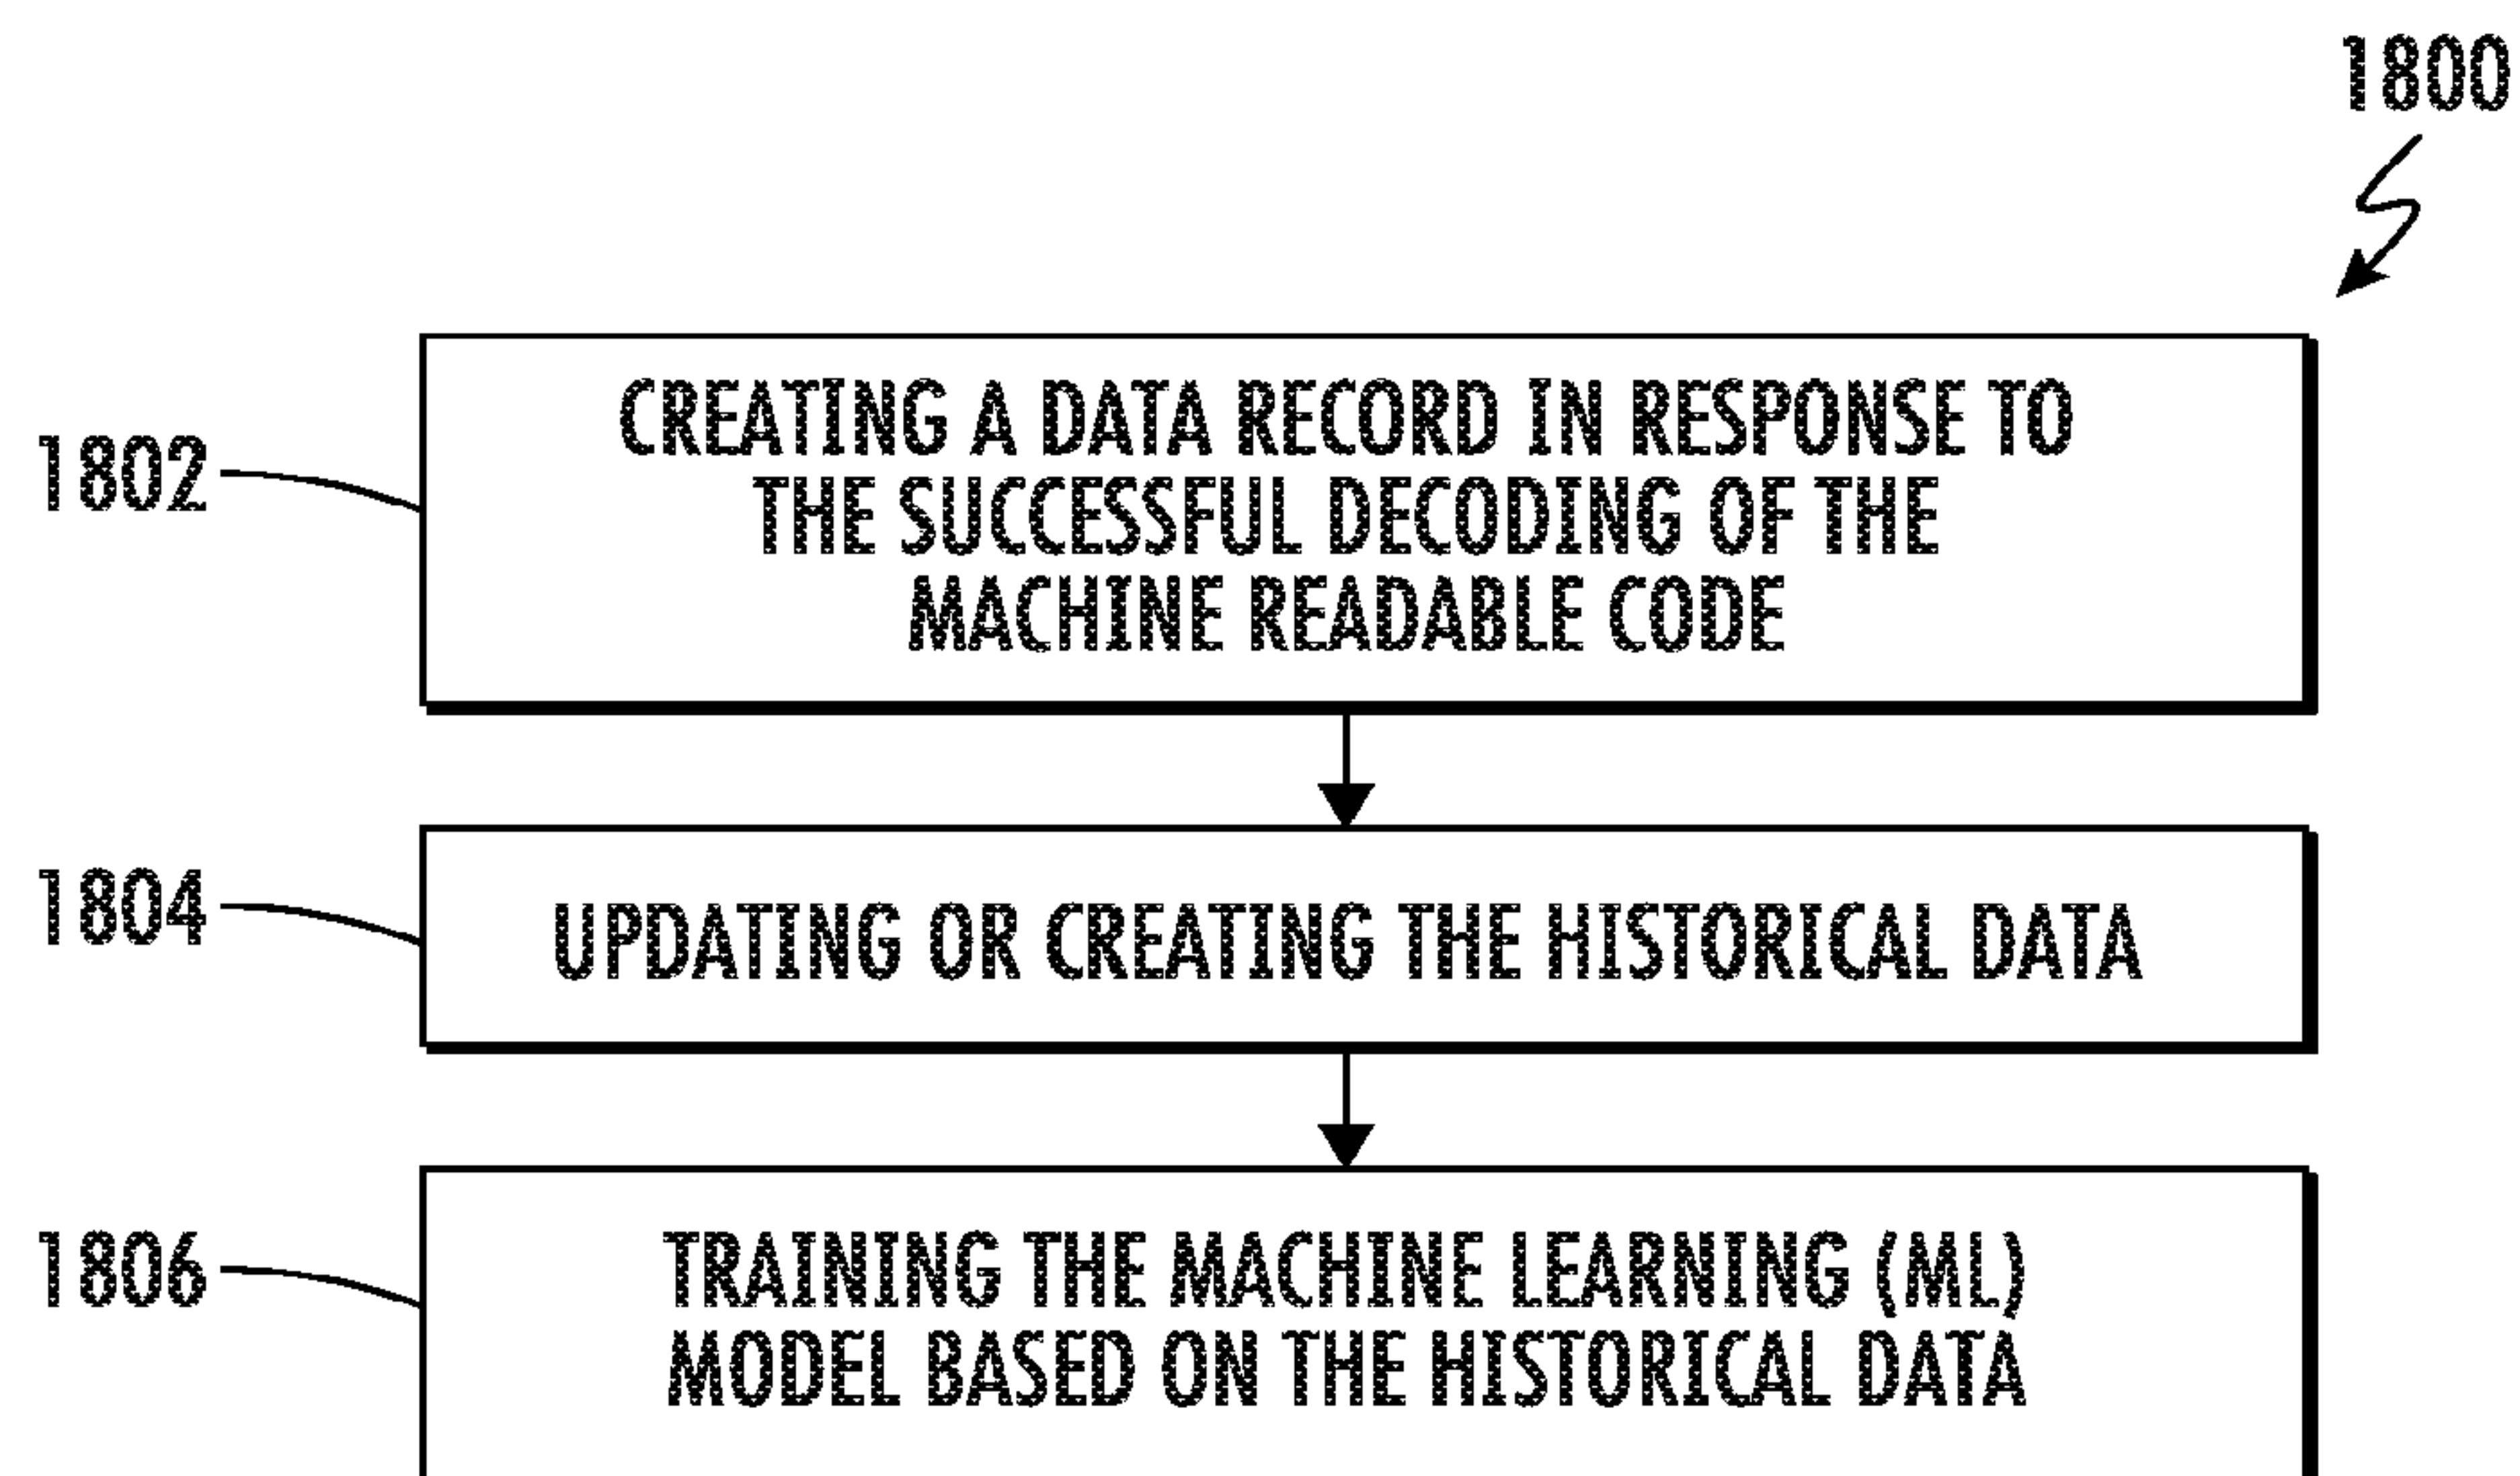 1800
1802
CREATING A DATA RECORD IN RESPONSE TO
THE SUCCESSFUL DECODING OF THE
MACHINE READABLE CODE
1804
UPDATING OR CREATING THE HISTORICAL DATA
1806
TRAINING THE MACHINE LEARNING (ML)
MODEL BASED ON THE HISTORICAL DATA